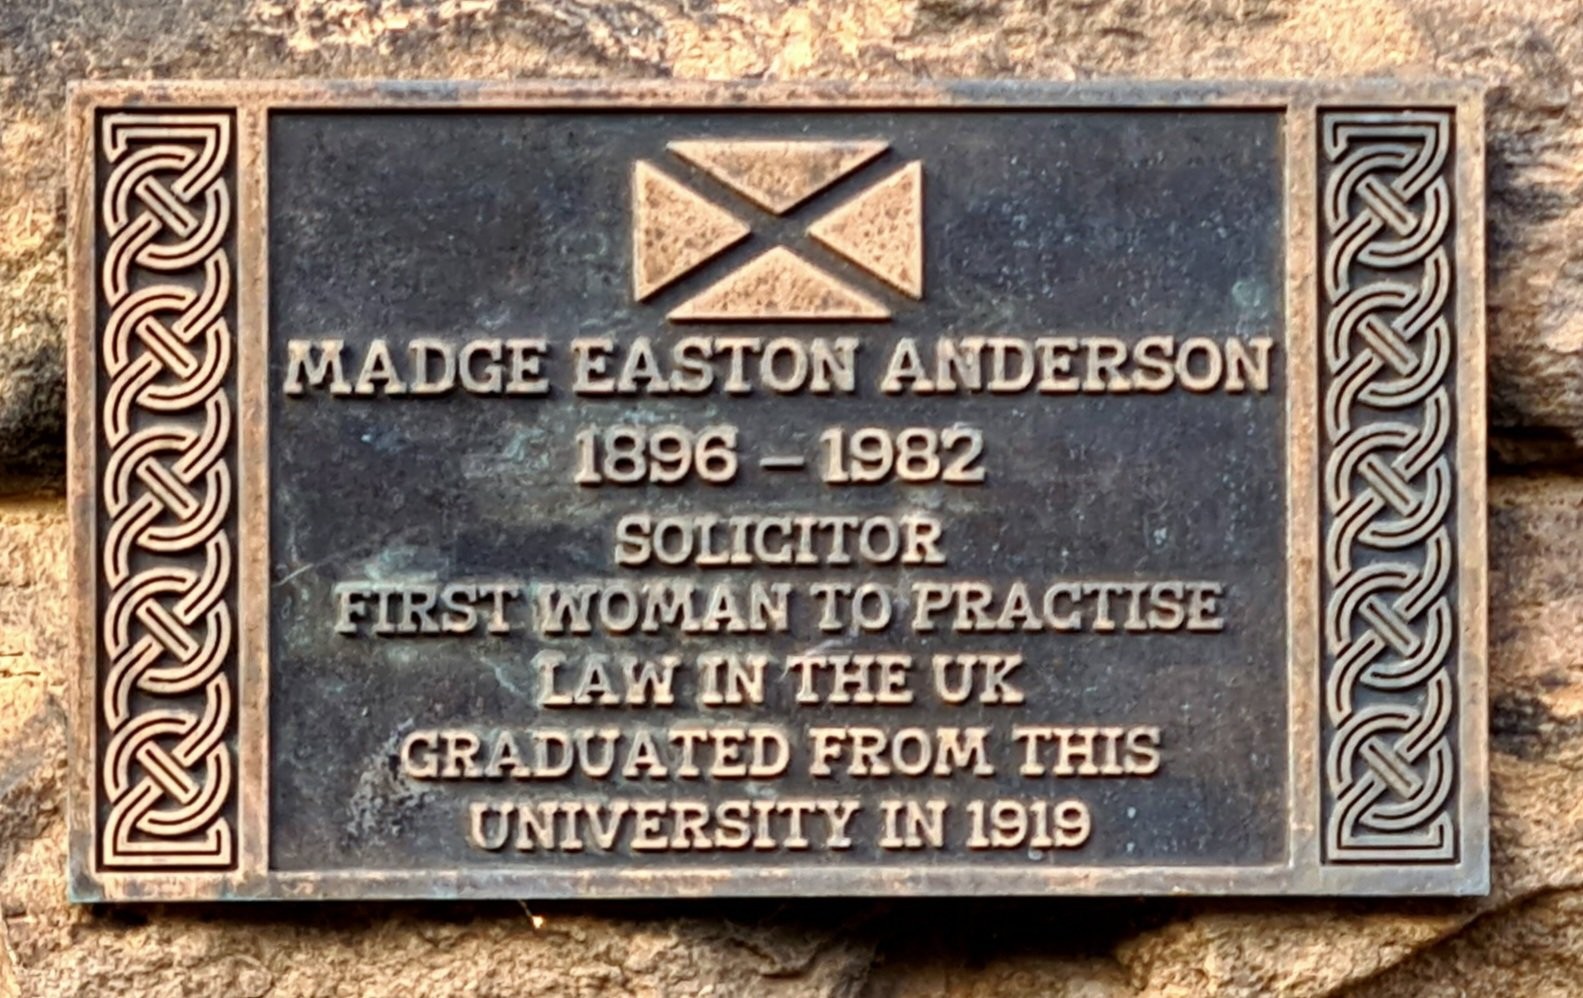 MADGE EASTON ANDERSON
1896 – 1982
SOLICITOR
FIRST WOMAN TO PRACTISE
LAW IN THE UK
GRADUATED FROM THIS
UNIVERSITY IN 1919